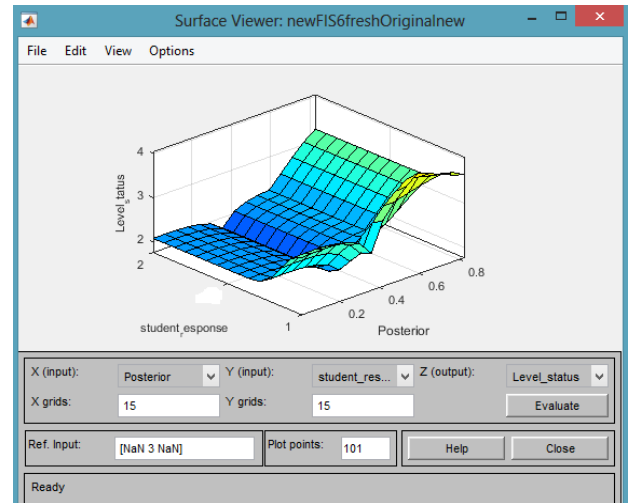 Surface Viewer: newFIS6freshOriginalnew
File Edit View Options
4
3
2
Level_status
2
1
student_response
0.2
0.4
0.6
0.8
Posterior
X (input): Posterior Y (input): student_res... Z (output): Level_status
X grids: 15 Y grids: 15 Evaluate
Ref. Input: [NaN 3 NaN] Plot points: 101 Help Close
Ready